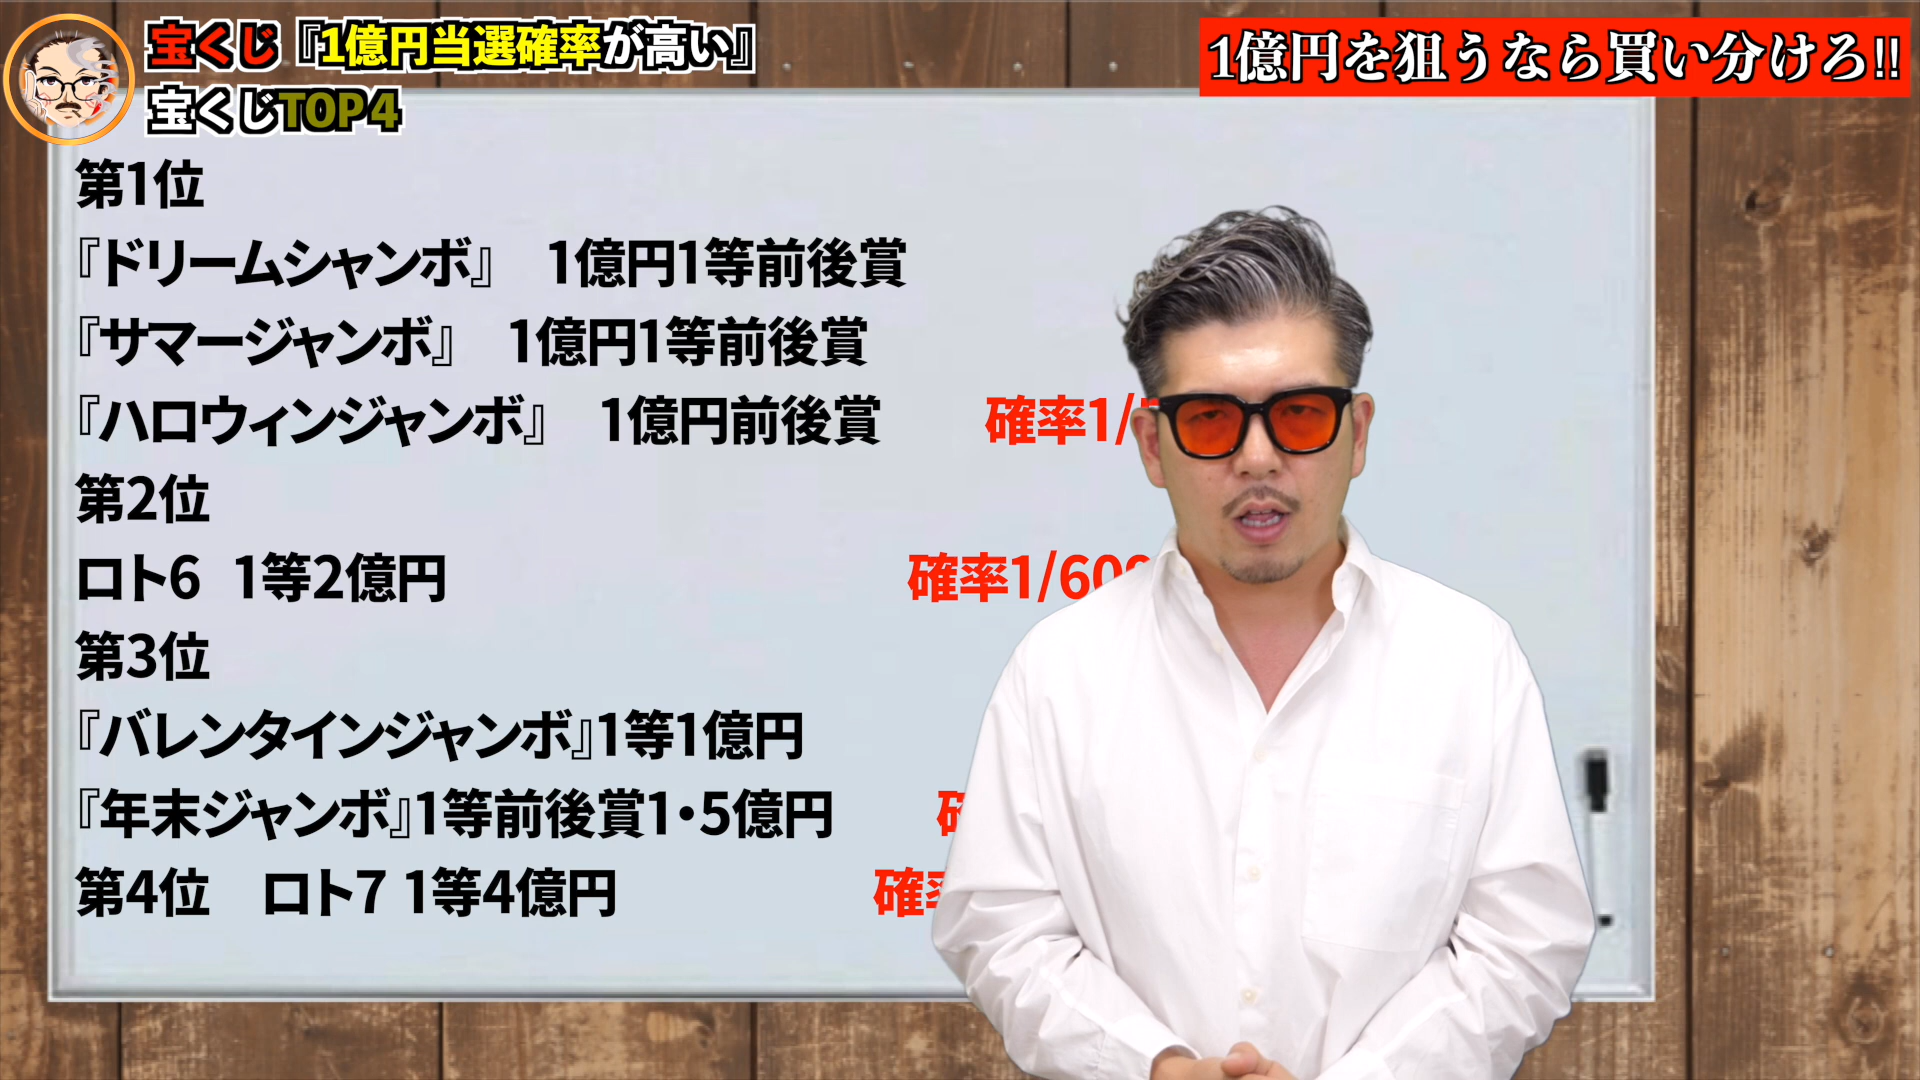 宝くじ『1億円当選確率が高い』
宝くじTOP4
1億円を狙うなら買い分けろ!!
第1位
『ドリームシャンボ』 1億円1等前後賞
『サマージャンボ』 1億円1等前後賞
『ハロウィンジャンボ』 1億円前後賞 確率1/
第2位
ロト6 1等2億円 確率1/609
第3位
『バレンタインジャンボ』1等1億円
『年末ジャンボ』1等前後賞1・5億円
第4位 ロト7 1等4億円 確